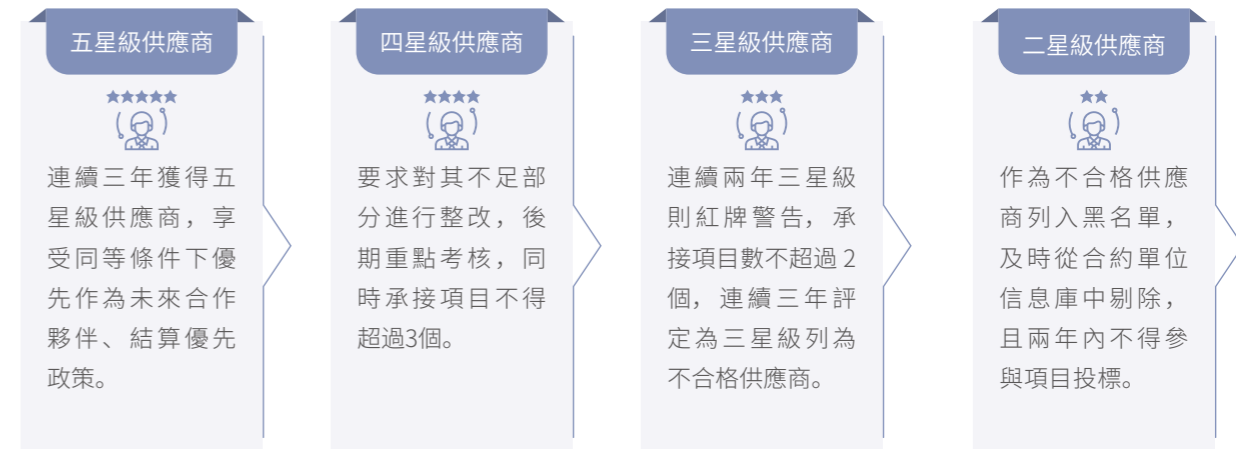 五星級供應商
連續三年獲得五
星級供應商，享
受同等條件下優
先作為未來合作
夥伴、結算優先
政策。
四星級供應商
要求對其不足部
分進行整改，後
期重點考核，同
時承接項目不得
超過3個。
三星級供應商
連續兩年三星級
則紅牌警告，承
接項目數不超過 2
個，連續三年評
定為三星級列為
不合格供應商。
二星級供應商
作為不合格供應
商列入黑名單，
及時從合約單位
信息庫中剔除，
且兩年內不得參
與項目投標。